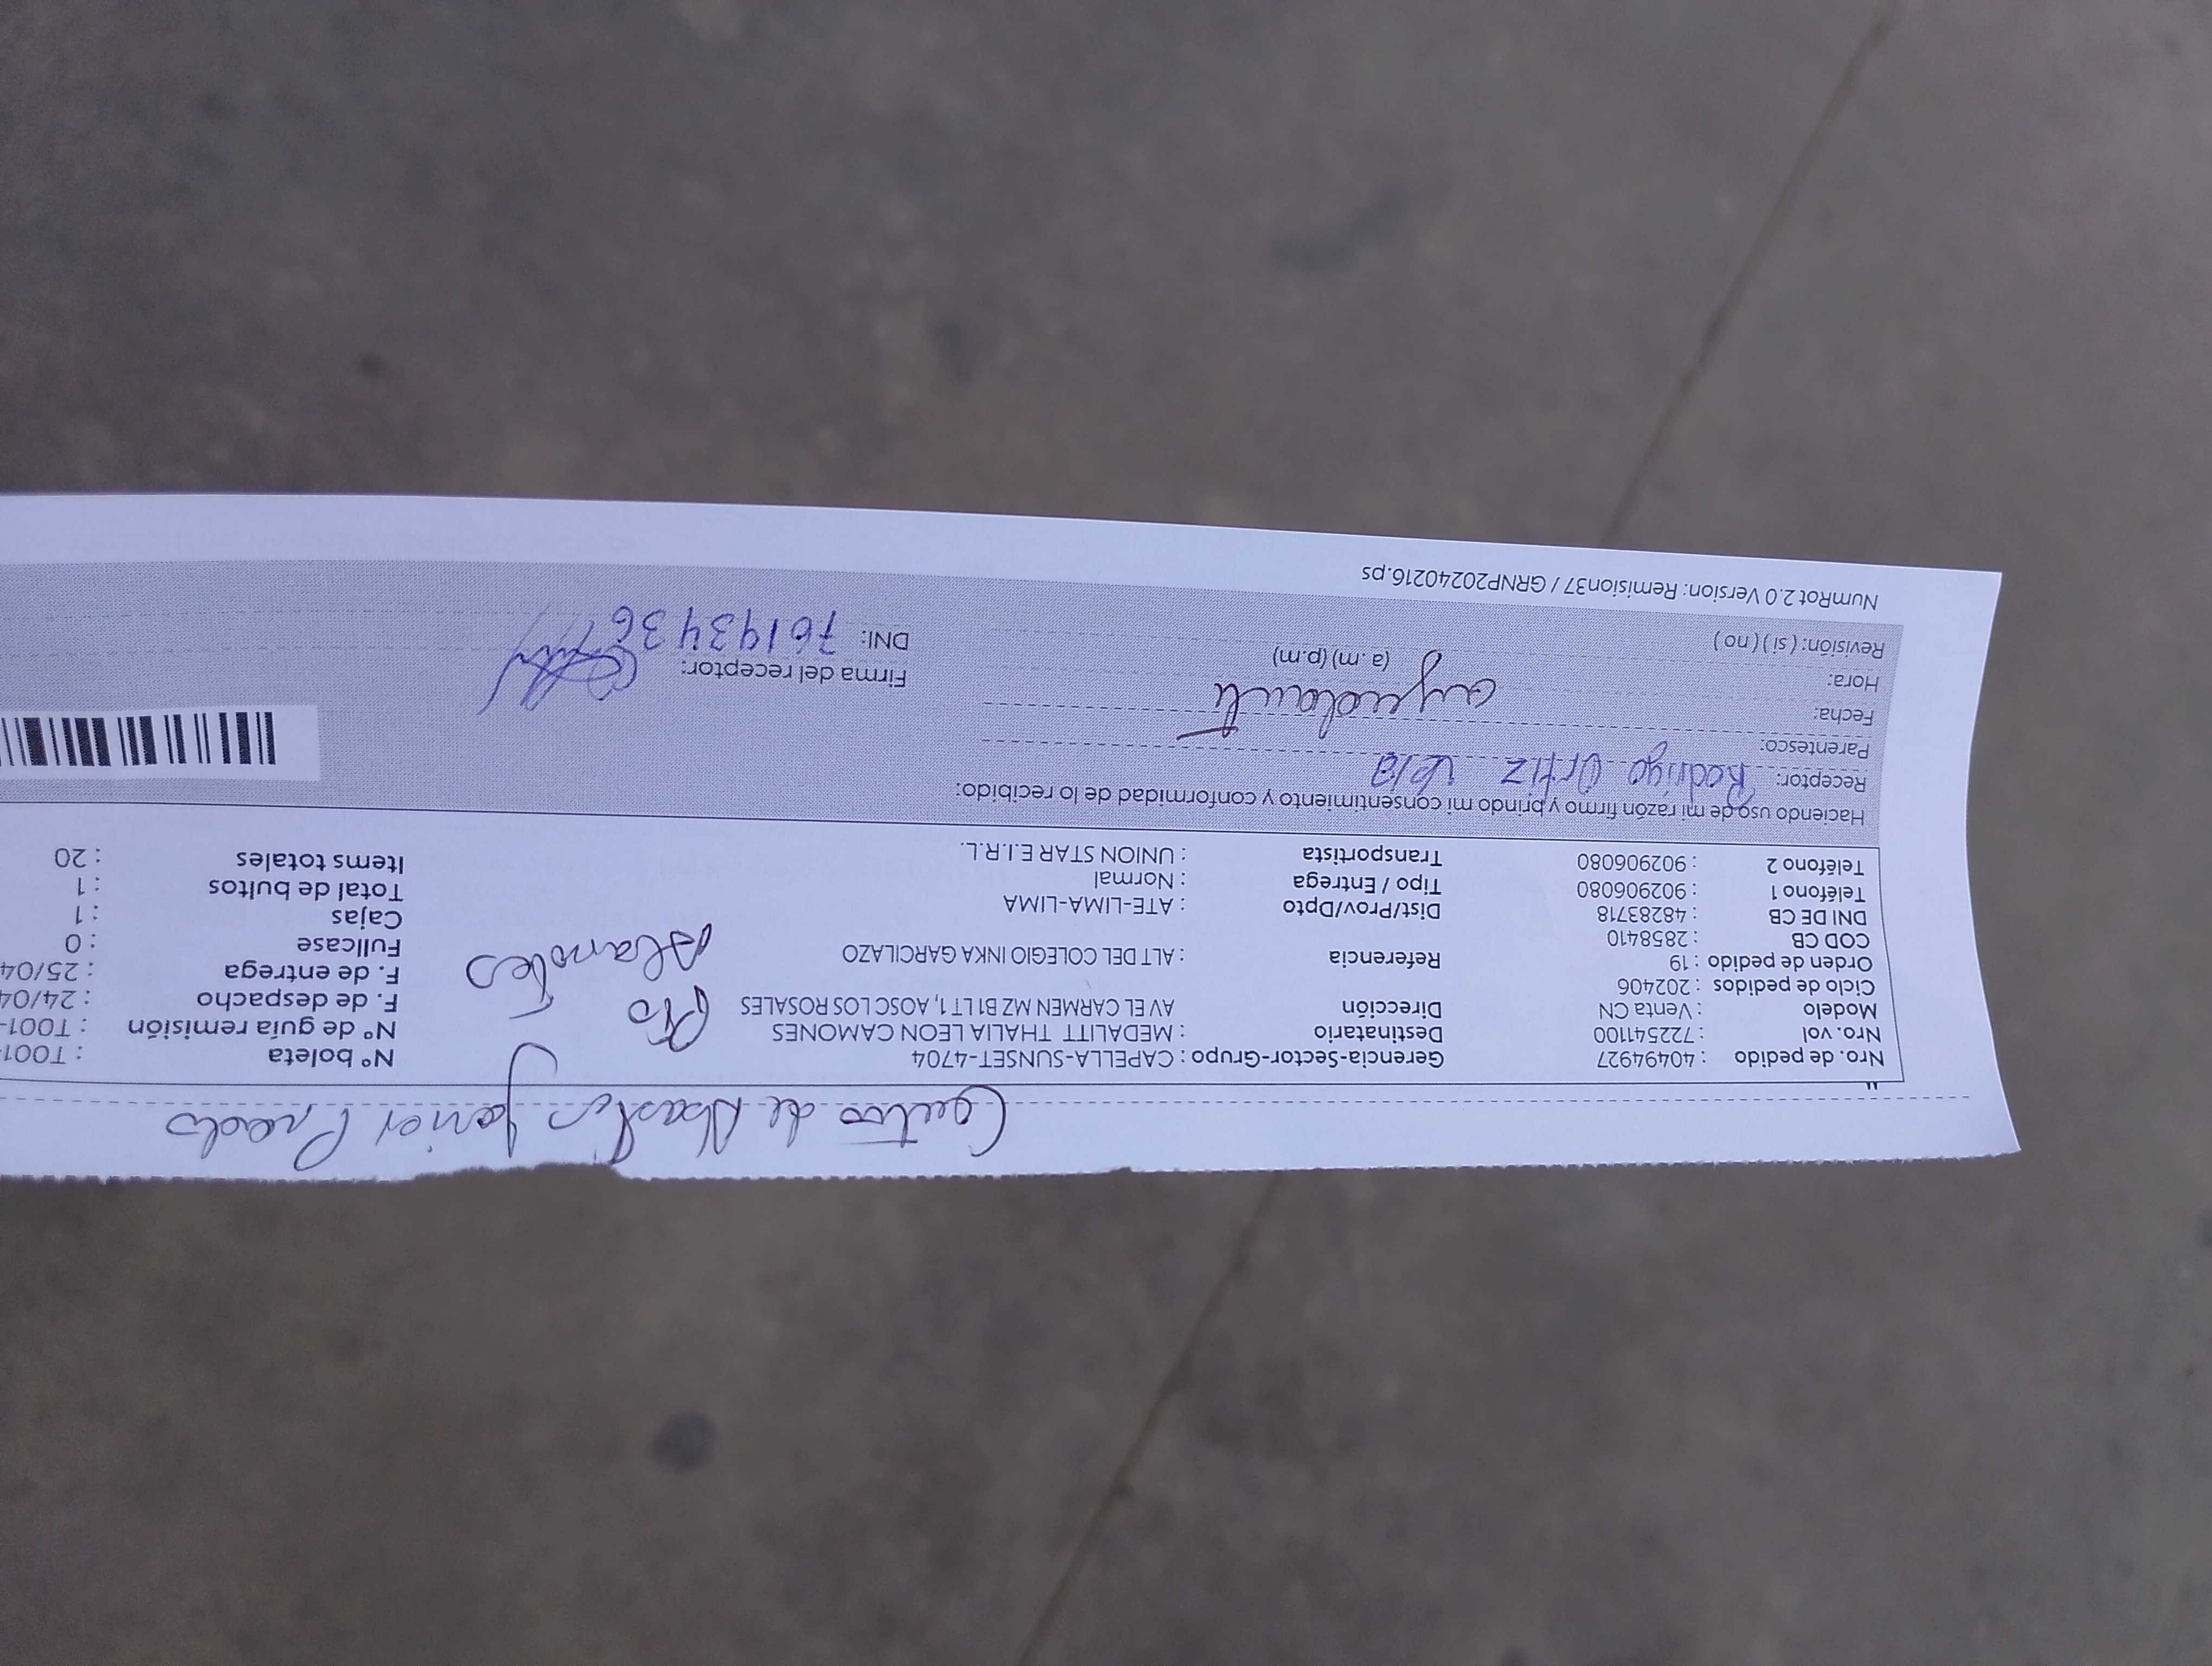 Centro de Javier Prado
Nro. de pedido : 40494927 Gerencia-Sector-Grupo : CAPELLA-SUNSET-4704 Nº boleta : T001-
Nro. vol : 722541100 Destinatario : MEDALITT THALIA LEON CAMONES Nº de guía remisión : T001-
Modelo : Venta CN Dirección AV EL CARMEN MZ B1 LT 1, AOSC LOS ROSALES F. de despacho : 24/04
Ciclo de pedidos : 202406 F. de entrega : 25/04
Orden de pedido : 19 Referencia : ALT DEL COLEGIO INKA GARCILAZO Fullcase : 0
COD CB : 2858410 Cajas : 1
DNI DE CB : 48283718 Dist/Prov/Dpto : ATE-LIMA-LIMA Total de bultos : 1
Teléfono 1 : 902906080 Tipo / Entrega : Normal Items totales : 20
Teléfono 2 : 902906080 Transportista : UNION STAR E.I.R.L.
Haciendo uso de mi razón firmo y brindo mi consentimiento y conformidad de lo recibido:
Receptor: Rodrigo Ortiz
Parentesco:
Fecha:
Hora: (a.m) (p.m) Firma del receptor:
Revisión: ( si ) ( no ) DNI: 76193436
NumRot 2.0 Version: Remision37 / GRNP20240216.ps